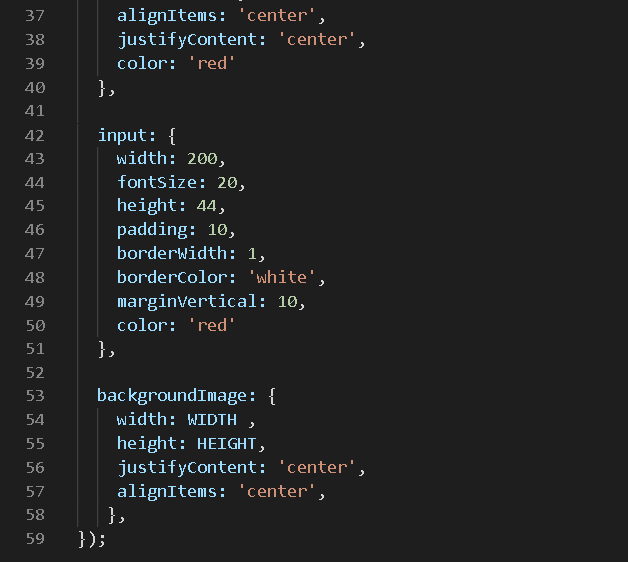 37 alignItems: 'center',
38 justifyContent: 'center',
39 color: 'red'
40 },
41
42 input: {
43 width: 200,
44 fontSize: 20,
45 height: 44,
46 padding: 10,
47 borderWidth: 1,
48 borderColor: 'white',
49 marginVertical: 10,
50 color: 'red'
51 },
52
53 backgroundImage: {
54 width: WIDTH ,
55 height: HEIGHT,
56 justifyContent: 'center',
57 alignItems: 'center',
58 },
59 });